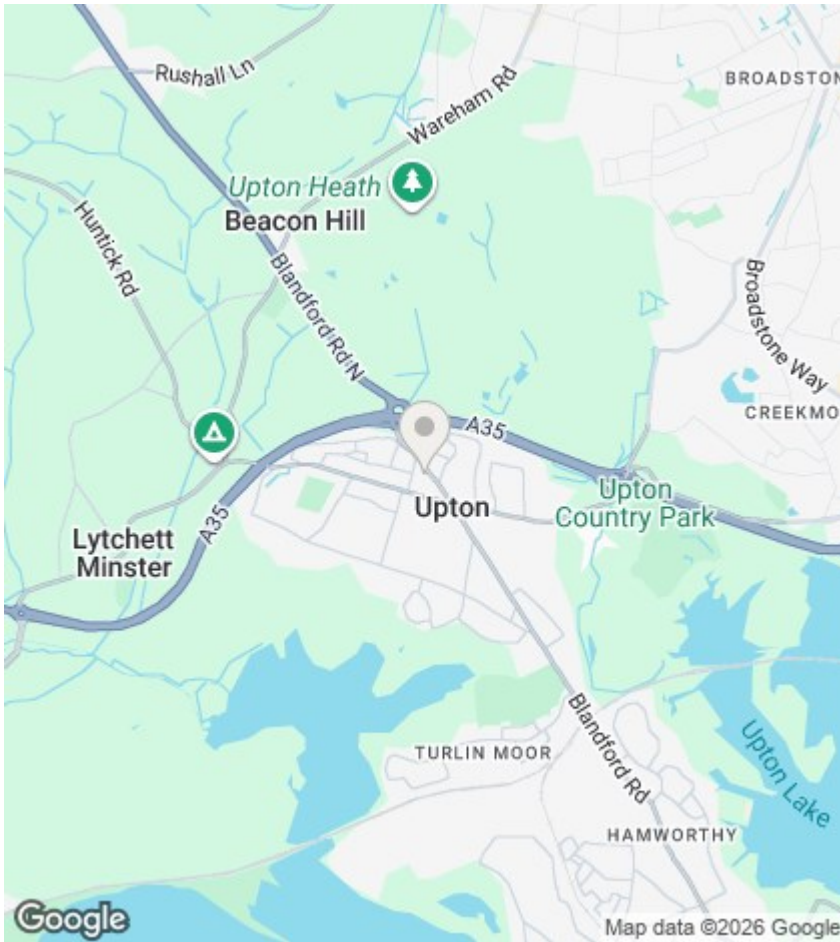 Rushall Ln
Wareham Rd
BROADSTON
Upton Heath
Beacon Hill
Huntick Rd
Blandford Rd N
Broadstone Way
A35
CREEKMO
Upton
Upton
Country Park
Lytchett
Minster
A35
Blandford Rd
TURLIN MOOR
Upton Lake
HAMWORTHY
Google
Map data ©2026 Google